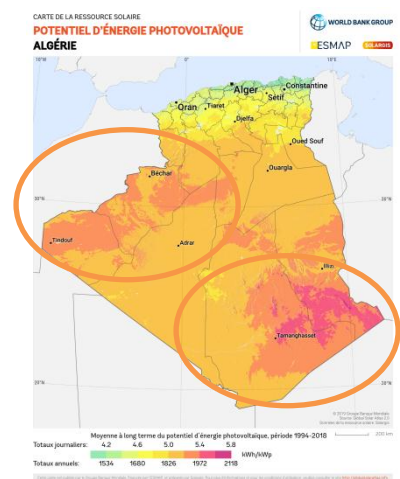 CARTE DE LA RESSOURCE SOLAIRE
POTENTIEL D'ÉNERGIE PHOTOVOLTAÏQUE
ALGÉRIE
WORLD BANK GROUP
ESMAP SOLARGIS
Alger
Constantine
Oran
Tiaret
Sétif
Djelfa
Oued Souf
Béchar
Ouargla
Tindouf
Adrar
Illizi
Tamanghasset
200 km
Moyenne à long terme du potentiel d'énergie photovoltaïque, période 1994-2018
Totaux journaliers: 4.2 4.6 5.0 5.4 5.8
kWh/kWp
Totaux annuels: 1534 1680 1826 1972 2118